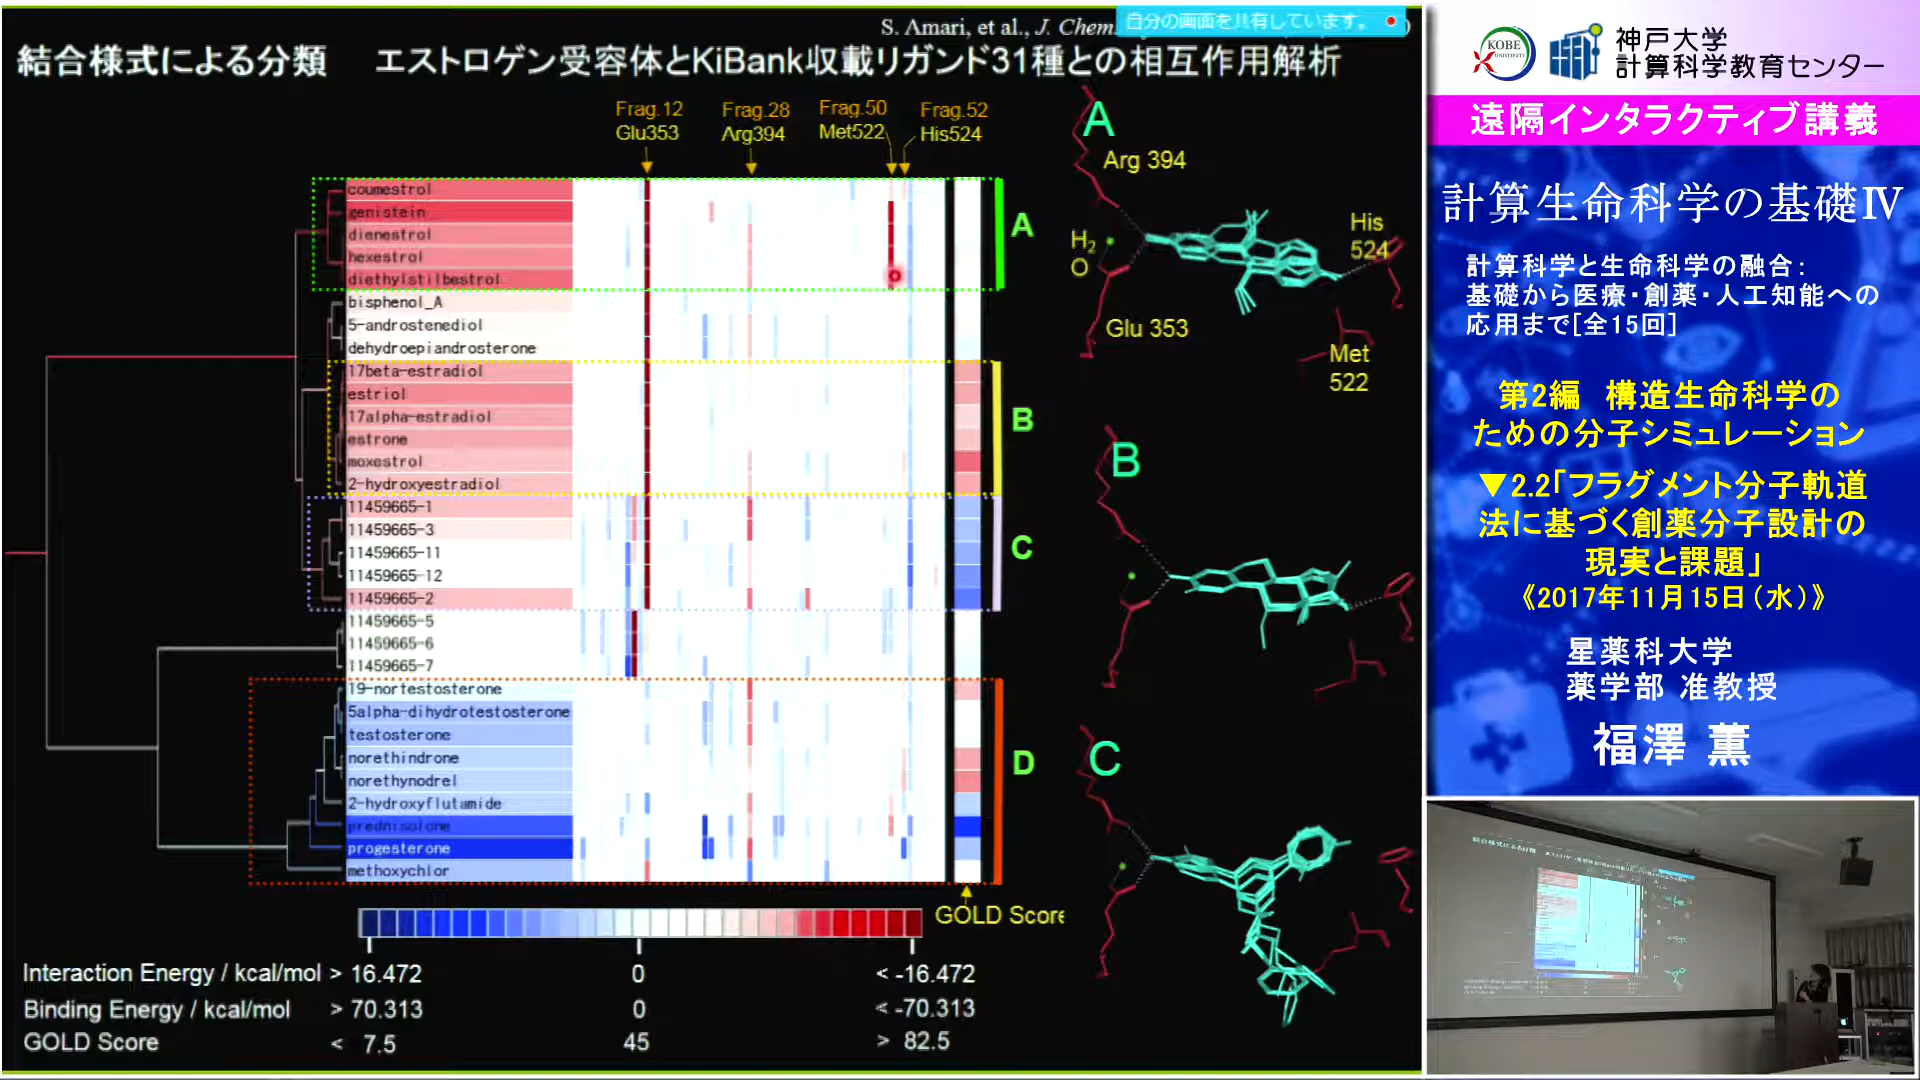 S. Amari, et al., J. Chem.
自分の画面を共有しています。
結合様式による分類 エストロゲン受容体とKiBank収載リガンド31種との相互作用解析
Frag.12
Glu353
Frag.28
Arg394
Frag.50
Met522
Frag.52
His524
coumestrol
genistein
dienestrol
hexestrol
diethylstilbestrol
bisphenol_A
5-androstenediol
dehydroepiandrosterone
17beta-estradiol
estriol
17alpha-estradiol
estrone
moxestrol
2-hydroxyestradiol
11459665-1
11459665-3
11459665-11
11459665-12
11459665-2
11459665-5
11459665-6
11459665-7
19-nortestosterone
5alpha-dihydrotestosterone
testosterone
norethindrone
norethynodrel
2-hydroxyflutamide
prednisolone
progesterone
methoxychlor
A
B
C
D
GOLD Score
Interaction Energy / kcal/mol > 16.472 0 < -16.472
Binding Energy / kcal/mol > 70.313 0 < -70.313
GOLD Score < 7.5 45 > 82.5
A
Arg 394
H2
O
Glu 353
His
524
Met
522
B
C
KOBE
UNIVERSITY
神戸大学
計算科学教育センター
遠隔インタラクティブ講義
計算生命科学の基礎Ⅳ
計算科学と生命科学の融合：
基礎から医療・創薬・人工知能への
応用まで[全15回]
第2編 構造生命科学の
ための分子シミュレーション
▼2.2「フラグメント分子軌道
法に基づく創薬分子設計の
現実と課題」
《2017年11月15日（水）》
星薬科大学
薬学部 准教授
福澤 薫